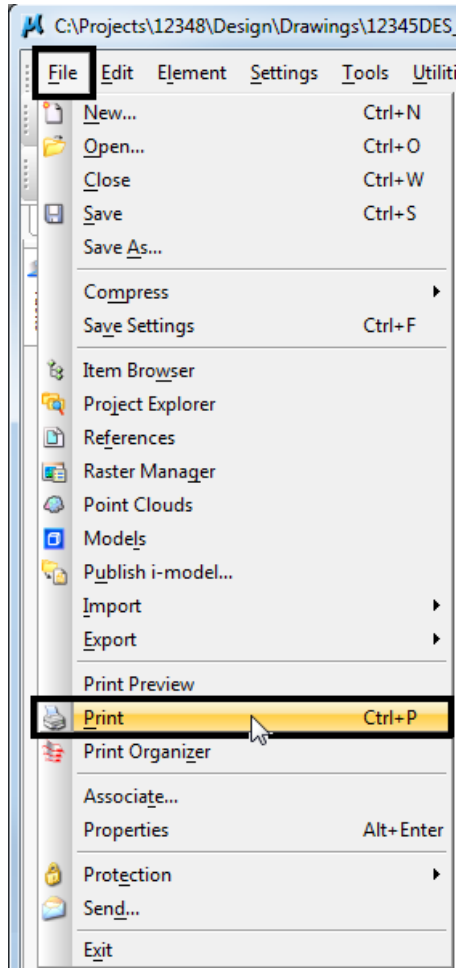 C:\Projects\12348\Design\Drawings\12345DES_
File Edit Element Settings Tools Utiliti
New... Ctrl+N
Open... Ctrl+O
Close Ctrl+W
Save Ctrl+S
Save As...
Compress
Save Settings Ctrl+F
Item Browser
Project Explorer
References
Raster Manager
Point Clouds
Models
Publish i-model...
Import
Export
Print Preview
Print Ctrl+P
Print Organizer
Associate...
Properties Alt+Enter
Protection
Send...
Exit